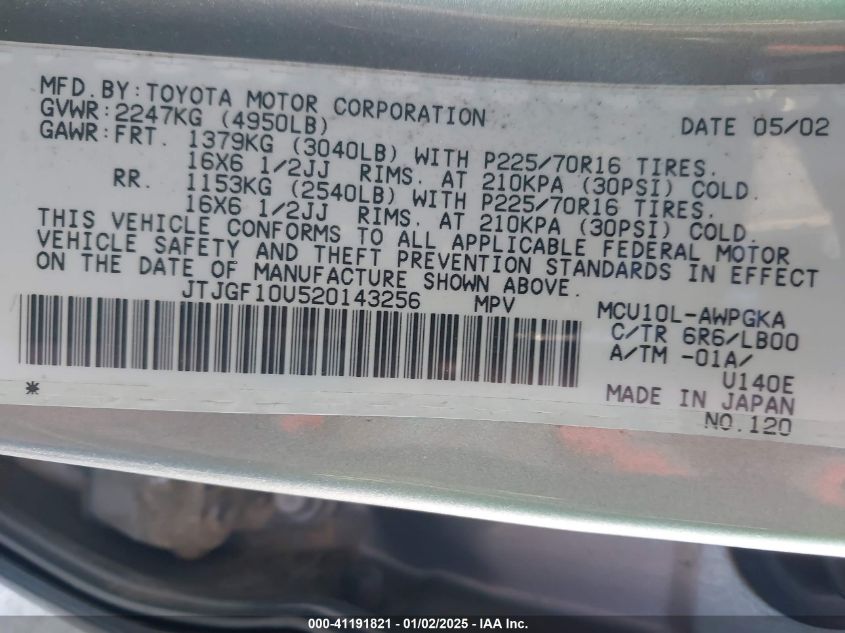 MFD.BY:TOYOTA MOTOR CORPORATION DATE 05/02
GVWR:2247KG (4950LB)
GAWR:FRT. 1379KG (3040LB) WITH P225/70R16 TIRES.
16X6 1/2JJ RIMS. AT 210KPA (30PSI) COLD.
RR. 1153KG (2540LB) WITH P225/70R16 TIRES.
16X6 1/2JJ RIMS. AT 210KPA (30PSI) COLD.
THIS VEHICLE CONFORMS TO ALL APPLICABLE FEDERAL MOTOR
VEHICLE SAFETY AND THEFT PREVENTION STANDARDS IN EFFECT
ON THE DATE OF MANUFACTURE SHOWN ABOVE.
JTJGF10U520143256 MPV
MCU10L-AWPGKA
C/TR 6R6/LB00
A/TM -01A/
U140E
MADE IN JAPAN
NO.120
*
000-41191821 - 01/02/2025 - IAA Inc.